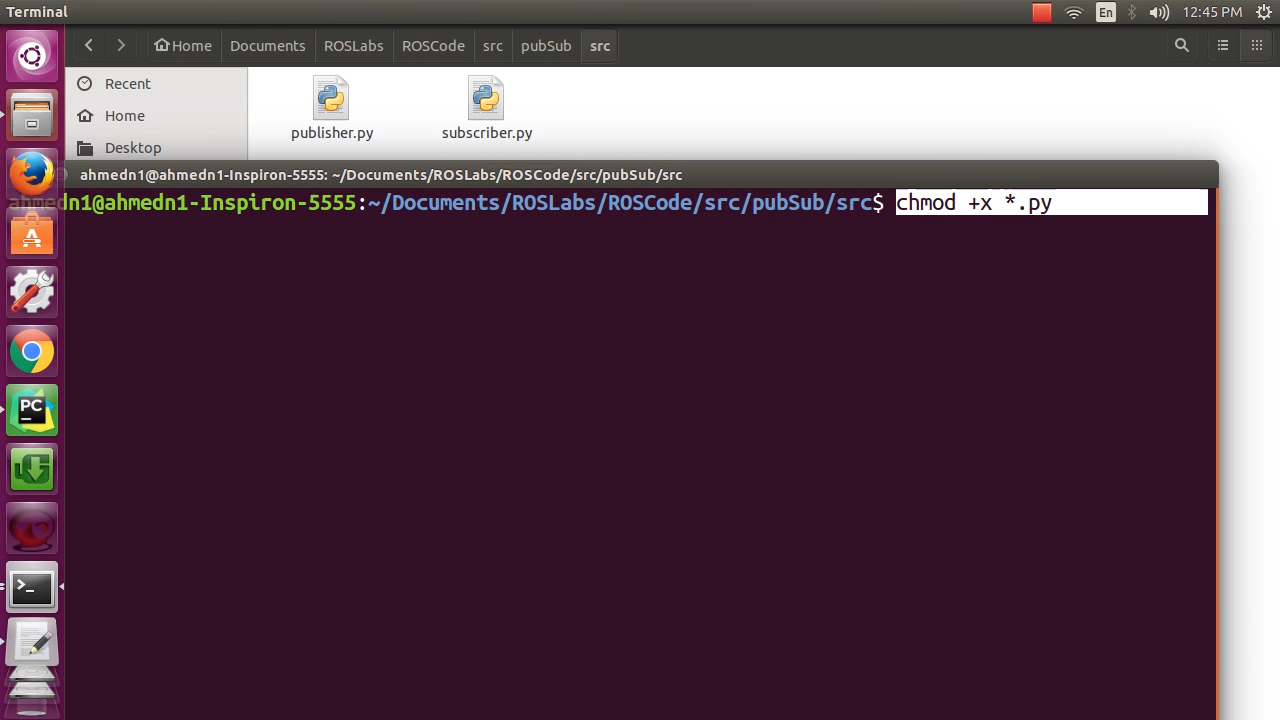 Terminal
En
12:45 PM
Home Documents ROSLabs ROSCode src pubSub src
Recent
Home
Desktop
publisher.py subscriber.py
ahmedn1@ahmedn1-Inspiron-5555: ~/Documents/ROSLabs/ROSCode/src/pubSub/src
ahmedn1@ahmedn1-Inspiron-5555:~/Documents/ROSLabs/ROSCode/src/pubSub/src$ chmod +x *.py
PC
>_